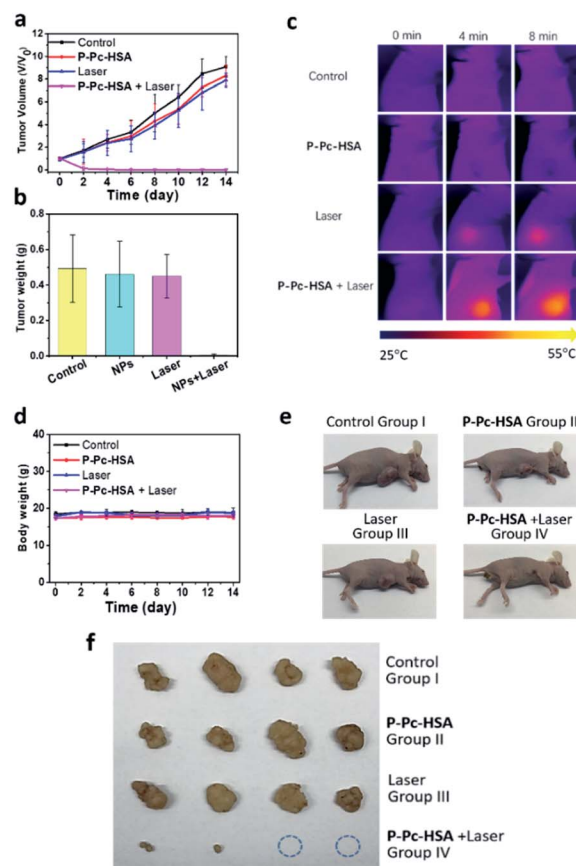 a
Tumor Volume (V/V₀)
12
10
8
6
4
2
0
Control
P-Pc-HSA
Laser
P-Pc-HSA + Laser
0 2 4 6 8 10 12 14
Time (day)
b
Tumor weight (g)
0.8
0.6
0.4
0.2
0.0
Control
NPs
Laser
NPs+Laser
c
0 min 4 min 8 min
Control
P-Pc-HSA
Laser
P-Pc-HSA + Laser
25°C 55°C
d
Body weight (g)
40
30
20
10
0
Control
P-Pc-HSA
Laser
P-Pc-HSA + Laser
0 2 4 6 8 10 12 14
Time (day)
e
Control Group I
P-Pc-HSA Group II
Laser
Group III
P-Pc-HSA +Laser
Group IV
f
Control
Group I
P-Pc-HSA
Group II
Laser
Group III
P-Pc-HSA +Laser
Group IV